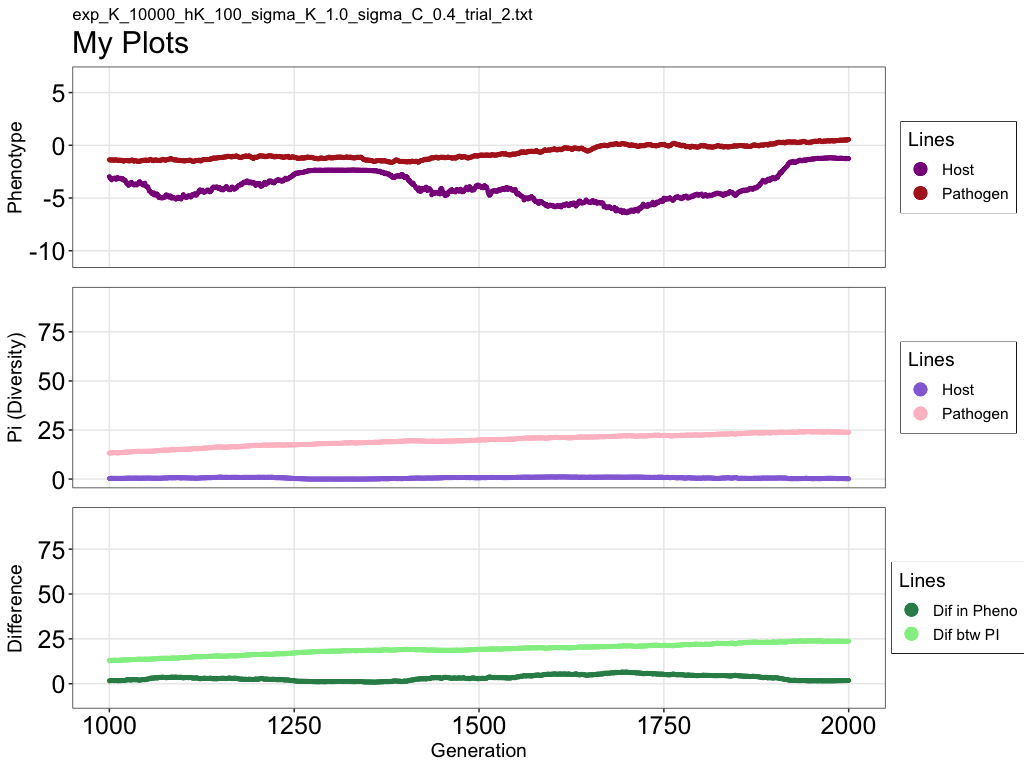 exp_K_10000_hK_100_sigma_K_1.0_sigma_C_0.4_trial_2.txt
My Plots
Phenotype
5
0
-5
-10
Lines
Host
Pathogen
Pi (Diversity)
75
50
25
0
Lines
Host
Pathogen
Difference
75
50
25
0
Lines
Dif in Pheno
Dif btw PI
1000 1250 1500 1750 2000
Generation